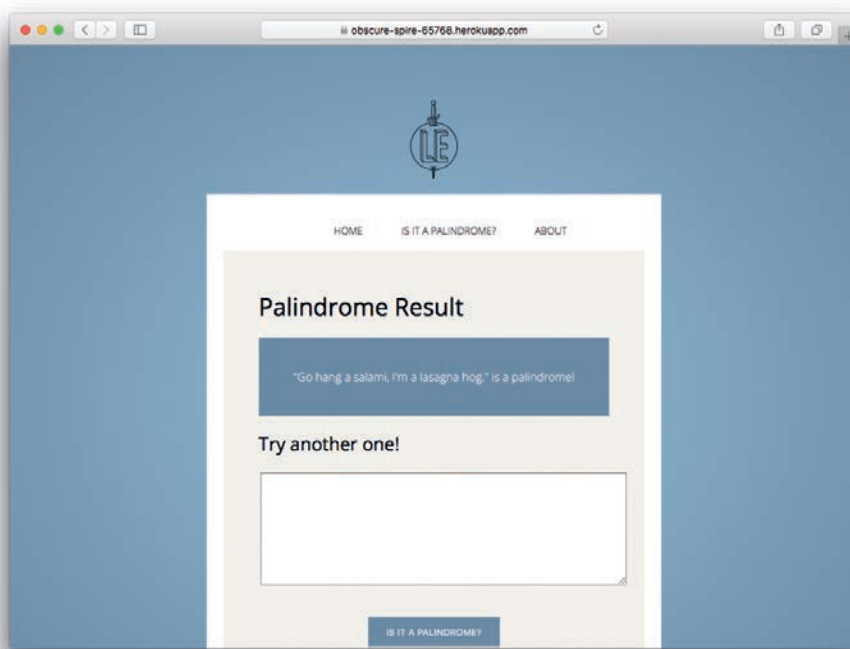 obscure-spire-65768.herokuapp.com
LE
HOME IS IT A PALINDROME? ABOUT
Palindrome Result
"Go hang a salami, I'm a lasagna hog." is a palindrome!
Try another one!
IS IT A PALINDROME?